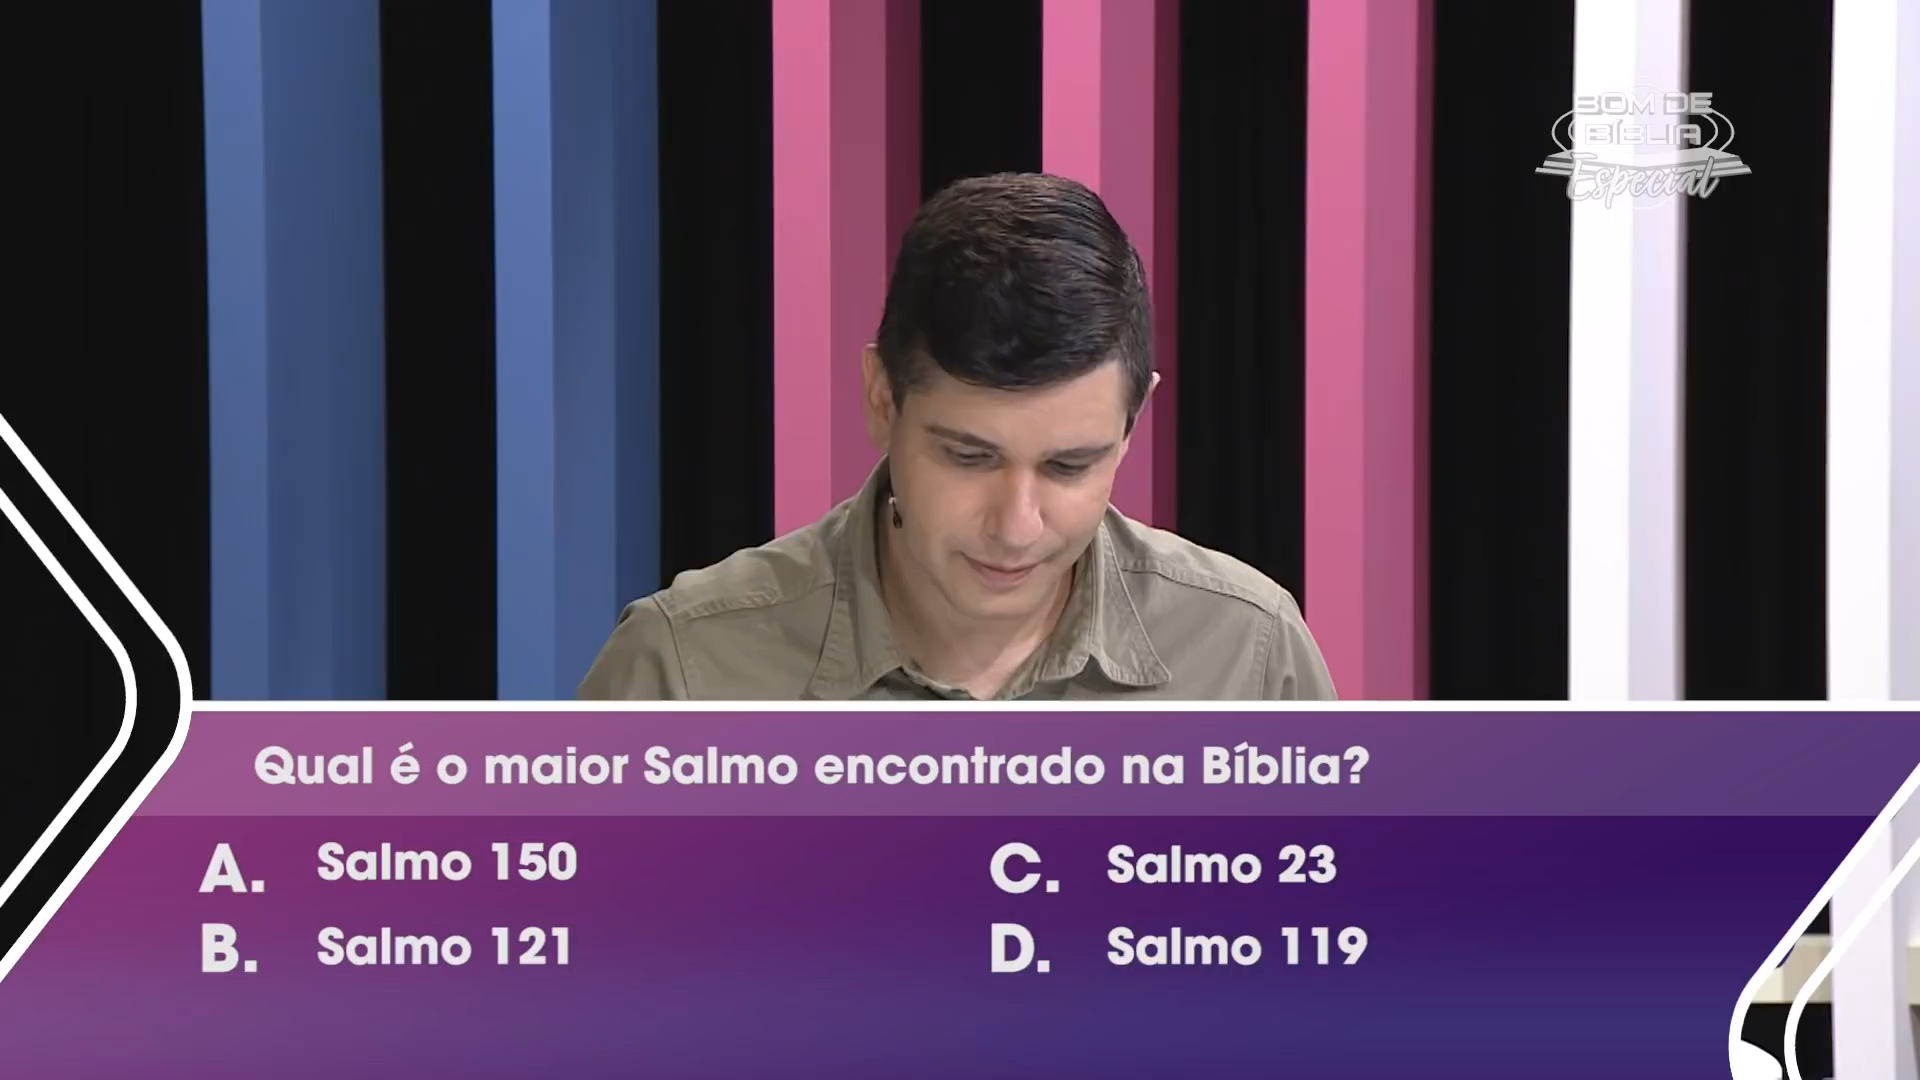 BOM DE
BÍBLIA
Especial
Qual é o maior Salmo encontrado na Bíblia?
A. Salmo 150
B. Salmo 121
C. Salmo 23
D. Salmo 119